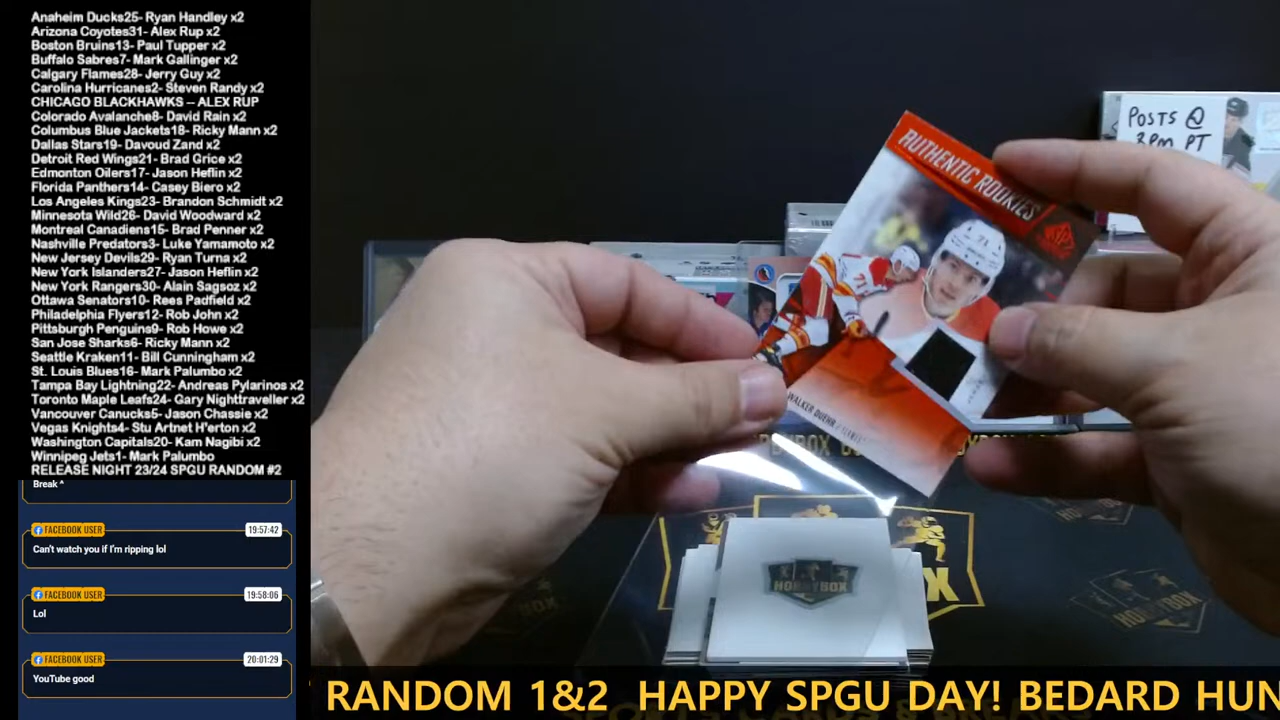 Anaheim Ducks25- Ryan Handley x2
Arizona Coyotes31- Alex Rup x2
Boston Bruins13- Paul Tupper x2
Buffalo Sabres7- Mark Gallinger x2
Calgary Flames28- Jerry Guy x2
Carolina Hurricanes2- Steven Randy x2
CHICAGO BLACKHAWKS -- ALEX RUP
Colorado Avalanche8- David Rain x2
Columbus Blue Jackets18- Ricky Mann x2
Dallas Stars19- Davoud Zand x2
Detroit Red Wings21- Brad Grice x2
Edmonton Oilers17- Jason Heflin x2
Florida Panthers14- Casey Biero x2
Los Angeles Kings23- Brandon Schmidt x2
Minnesota Wild26- David Woodward x2
Montreal Canadiens15- Brad Penner x2
Nashville Predators3- Luke Yamamoto x2
New Jersey Devils29- Ryan Turna x2
New York Islanders27- Jason Heflin x2
New York Rangers30- Alain Sagsoz x2
Ottawa Senators10- Rees Padfield x2
Philadelphia Flyers12- Rob John x2
Pittsburgh Penguins9- Rob Howe x2
San Jose Sharks6- Ricky Mann x2
Seattle Kraken11- Bill Cunningham x2
St. Louis Blues16- Mark Palumbo x2
Tampa Bay Lightning22- Andreas Pylarinos x2
Toronto Maple Leafs24- Gary Nighttraveller x2
Vancouver Canucks5- Jason Chassie x2
Vegas Knights4- Stu Artnet H'erton x2
Washington Capitals20- Kam Nagibi x2
Winnipeg Jets1- Mark Palumbo
RELEASE NIGHT 23/24 SPGU RANDOM #2
Break ^
FACEBOOK USER 19:57:42
Can't watch you if I'm ripping lol
FACEBOOK USER 19:58:06
Lol
FACEBOOK USER 20:01:29
YouTube good
POSTS @
3PM PT
AUTHENTIC ROOKIES
WALKER DUEHR
HOBBYBOX
RANDOM 1&2 HAPPY SPGU DAY! BEDARD HUN